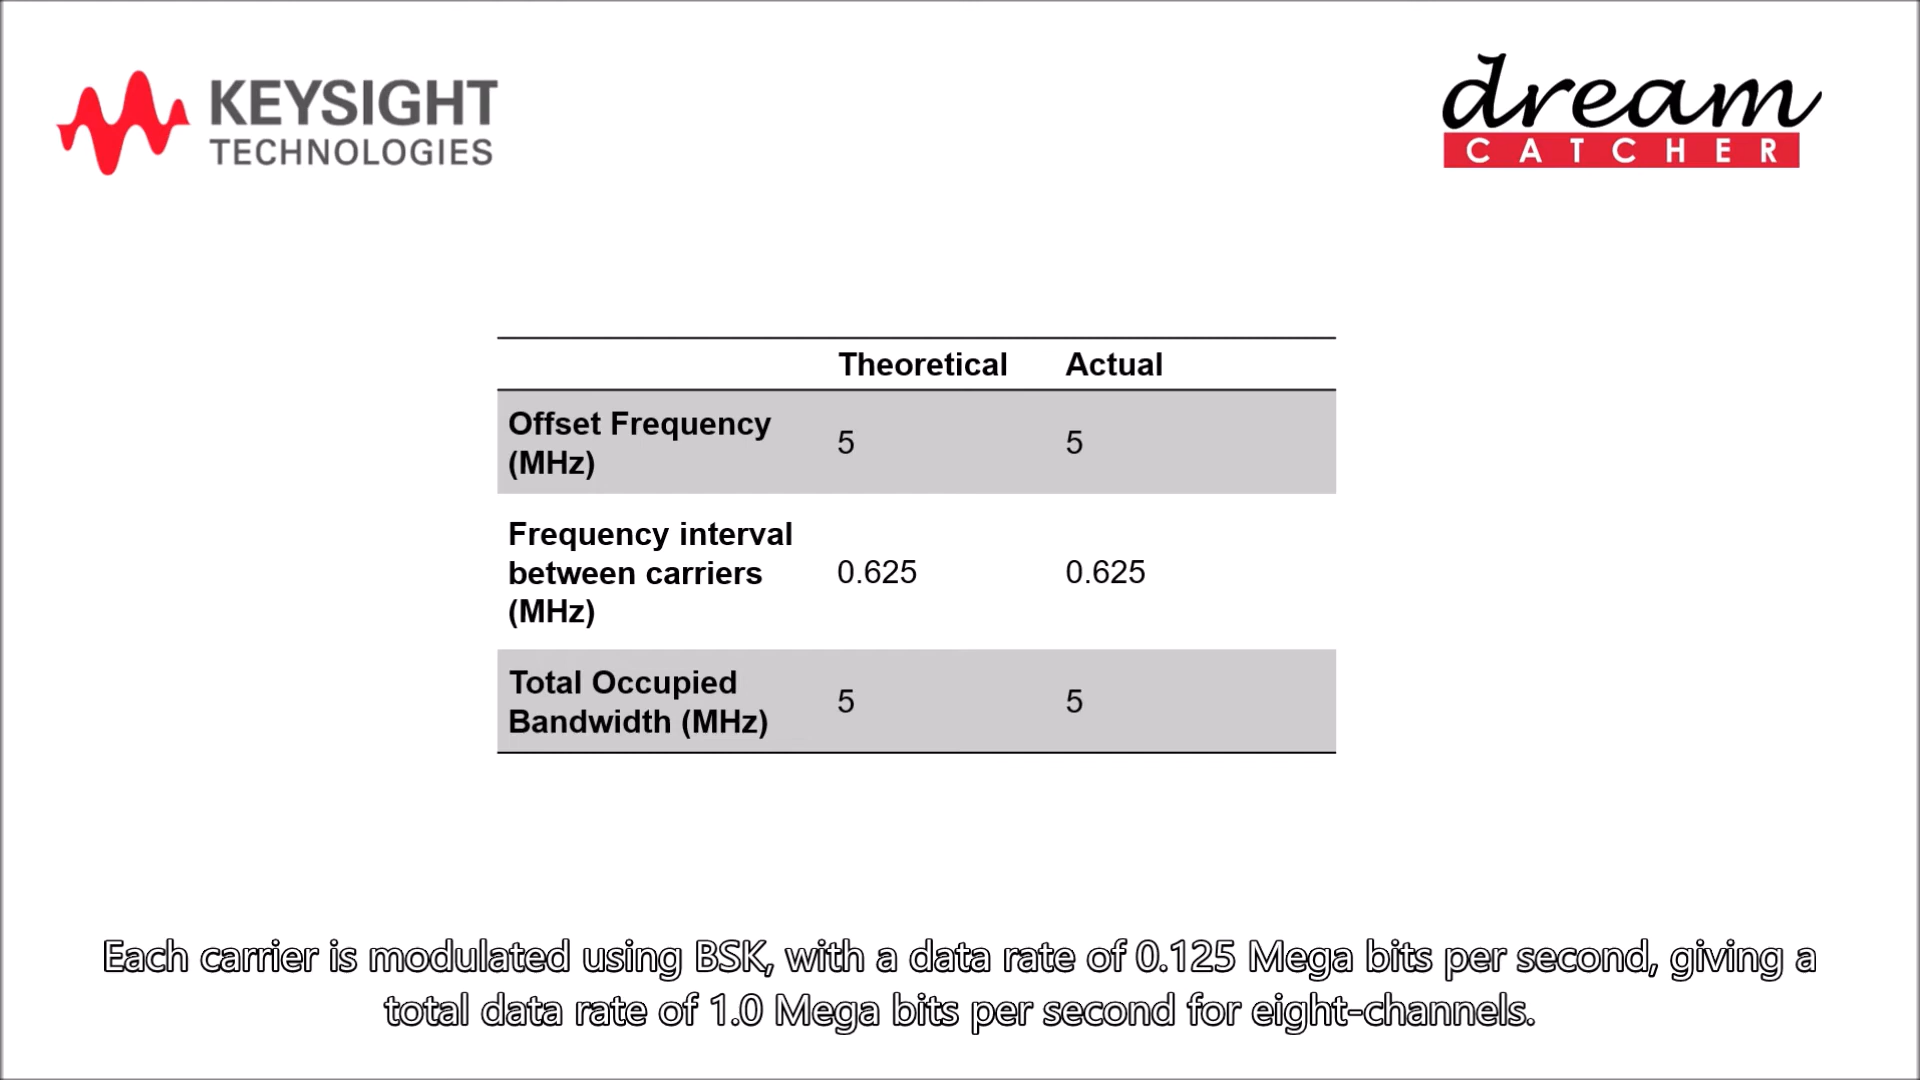 KEYSIGHT
TECHNOLOGIES
dream
CATCHER
Theoretical Actual
Offset Frequency
(MHz) 5 5
Frequency interval
between carriers
(MHz) 0.625 0.625
Total Occupied
Bandwidth (MHz) 5 5
Each carrier is modulated using BSK, with a data rate of 0.125 Mega bits per second, giving a
total data rate of 1.0 Mega bits per second for eight-channels.